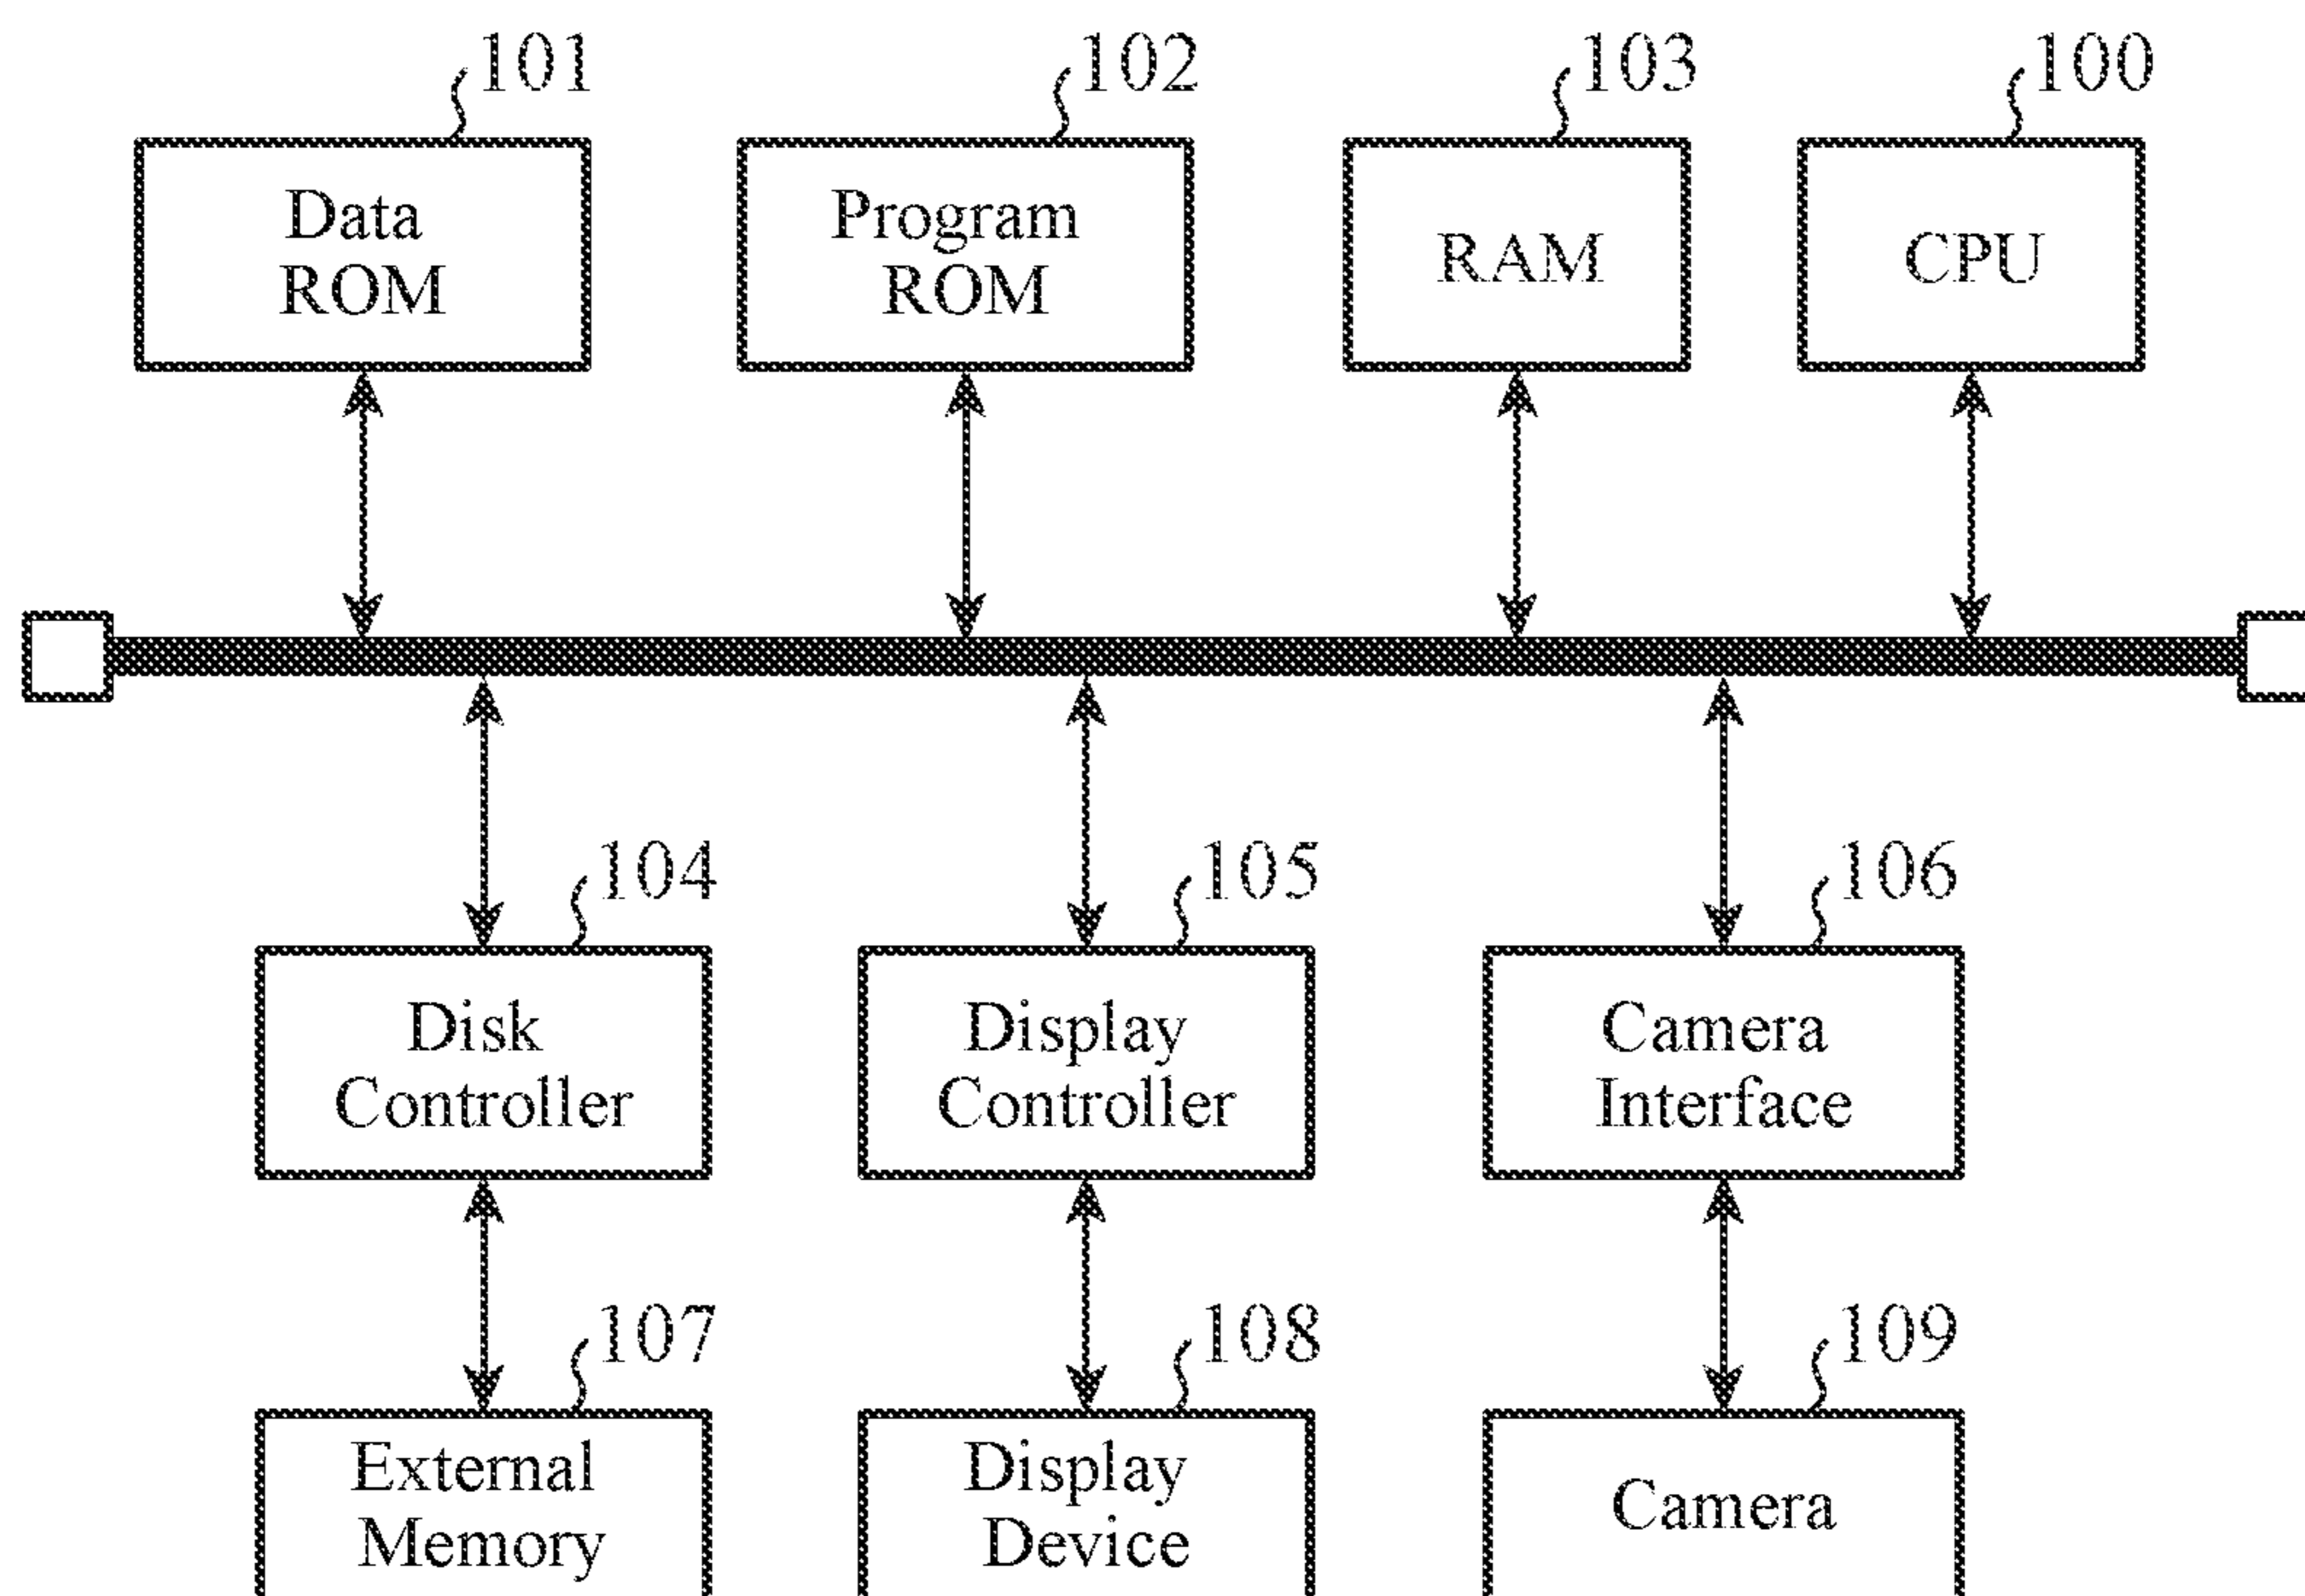 101 102 103 100
Data Program RAM CPU
ROM ROM
104 105 106
Disk Display Camera
Controller Controller Interface
107 108 109
External Display Camera
Memory Device